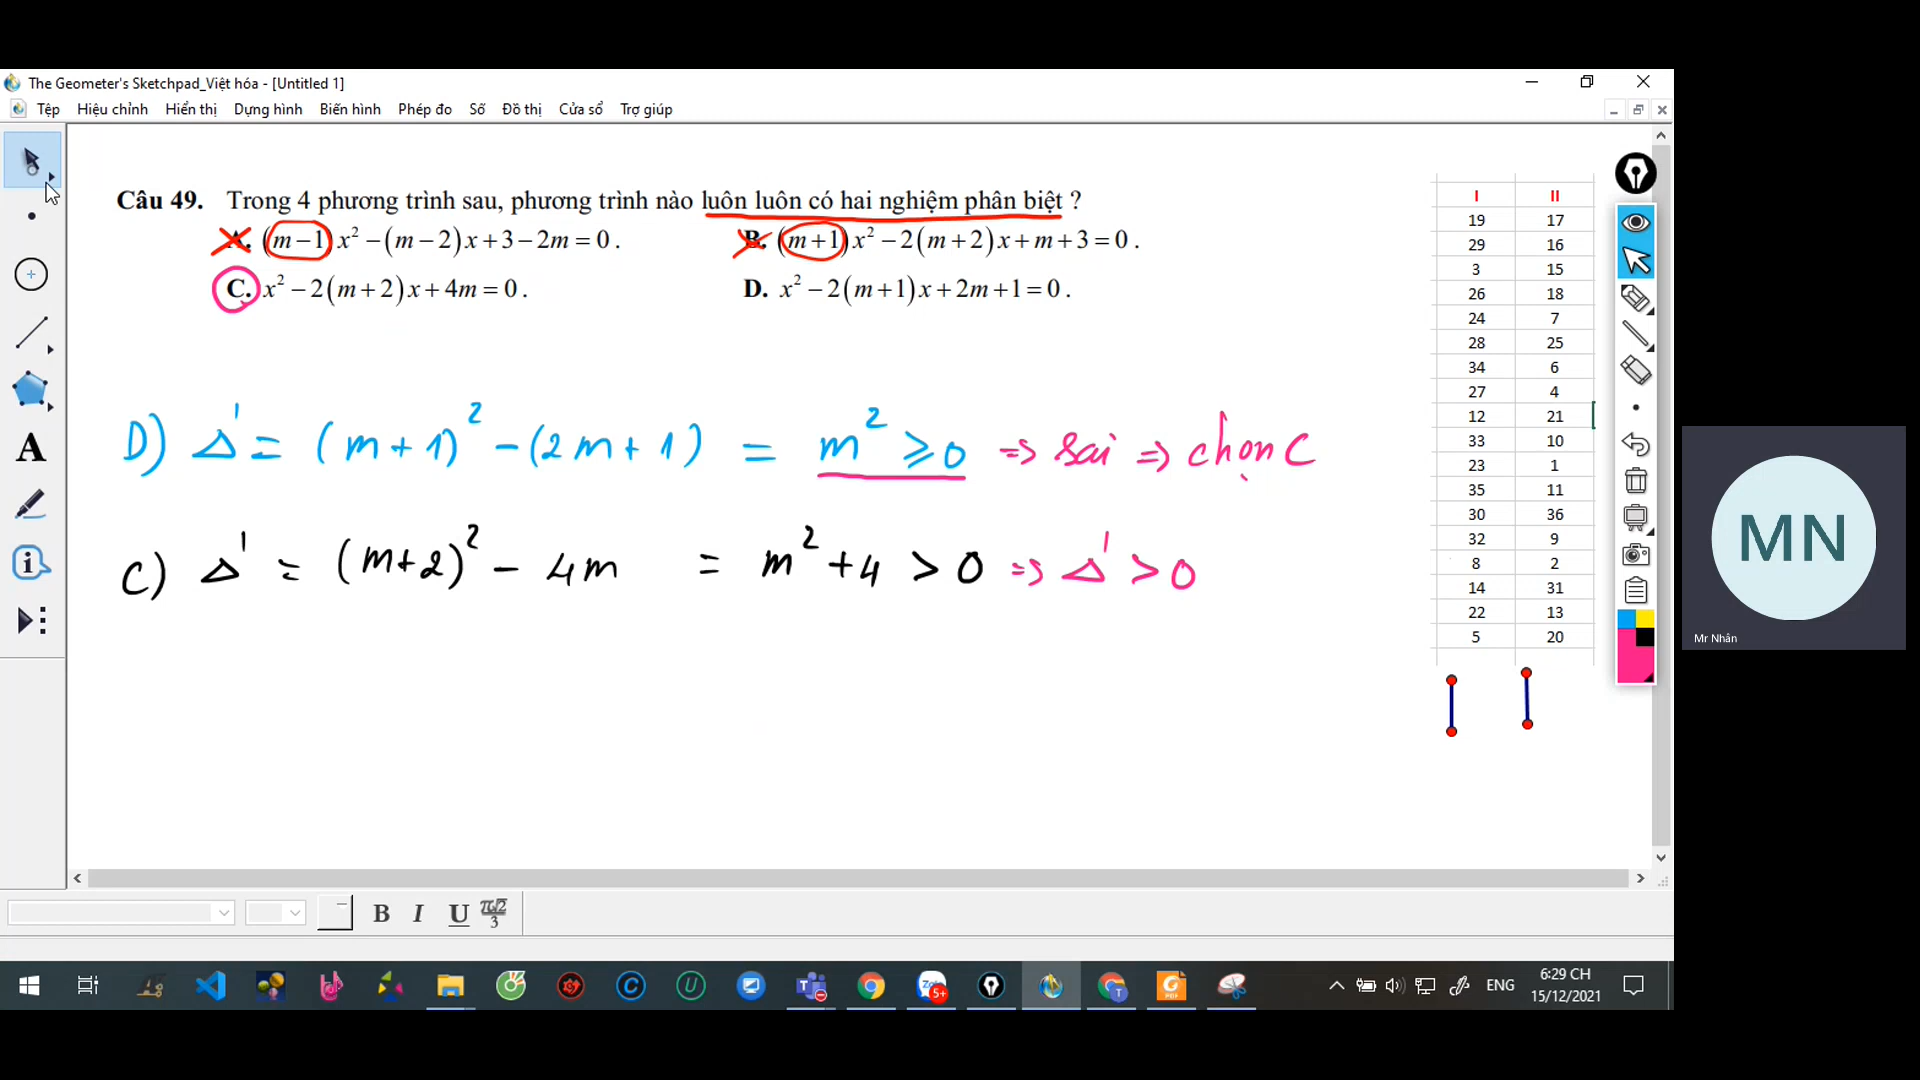 The Geometer's Sketchpad_Việt hóa - [Untitled 1]
Tệp Hiệu chỉnh Hiển thị Dựng hình Biến hình Phép đo Số Đồ thị Cửa sổ Trợ giúp
Câu 49. Trong 4 phương trình sau, phương trình nào luôn luôn có hai nghiệm phân biệt ?
A. (m−1)x² −(m−2)x+3−2m=0. B. (m+1)x² −2(m+2)x+m+3=0.
C. x² −2(m+2)x+4m=0. D. x² −2(m+1)x+2m+1=0.
D) Δ' = (m+1)² −(2m+1) = m² ⩾0 => sai => chọn C
C) Δ' = (m+2)² − 4m = m² +4 > 0 => Δ' > 0
I II
19 17
29 16
3 15
26 18
24 7
28 25
34 6
27 4
12 21
33 10
23 1
35 11
30 36
32 9
8 2
14 31
22 13
5 20
MN
Mr Nhân
A
B I U
ENG
6:29 CH
15/12/2021